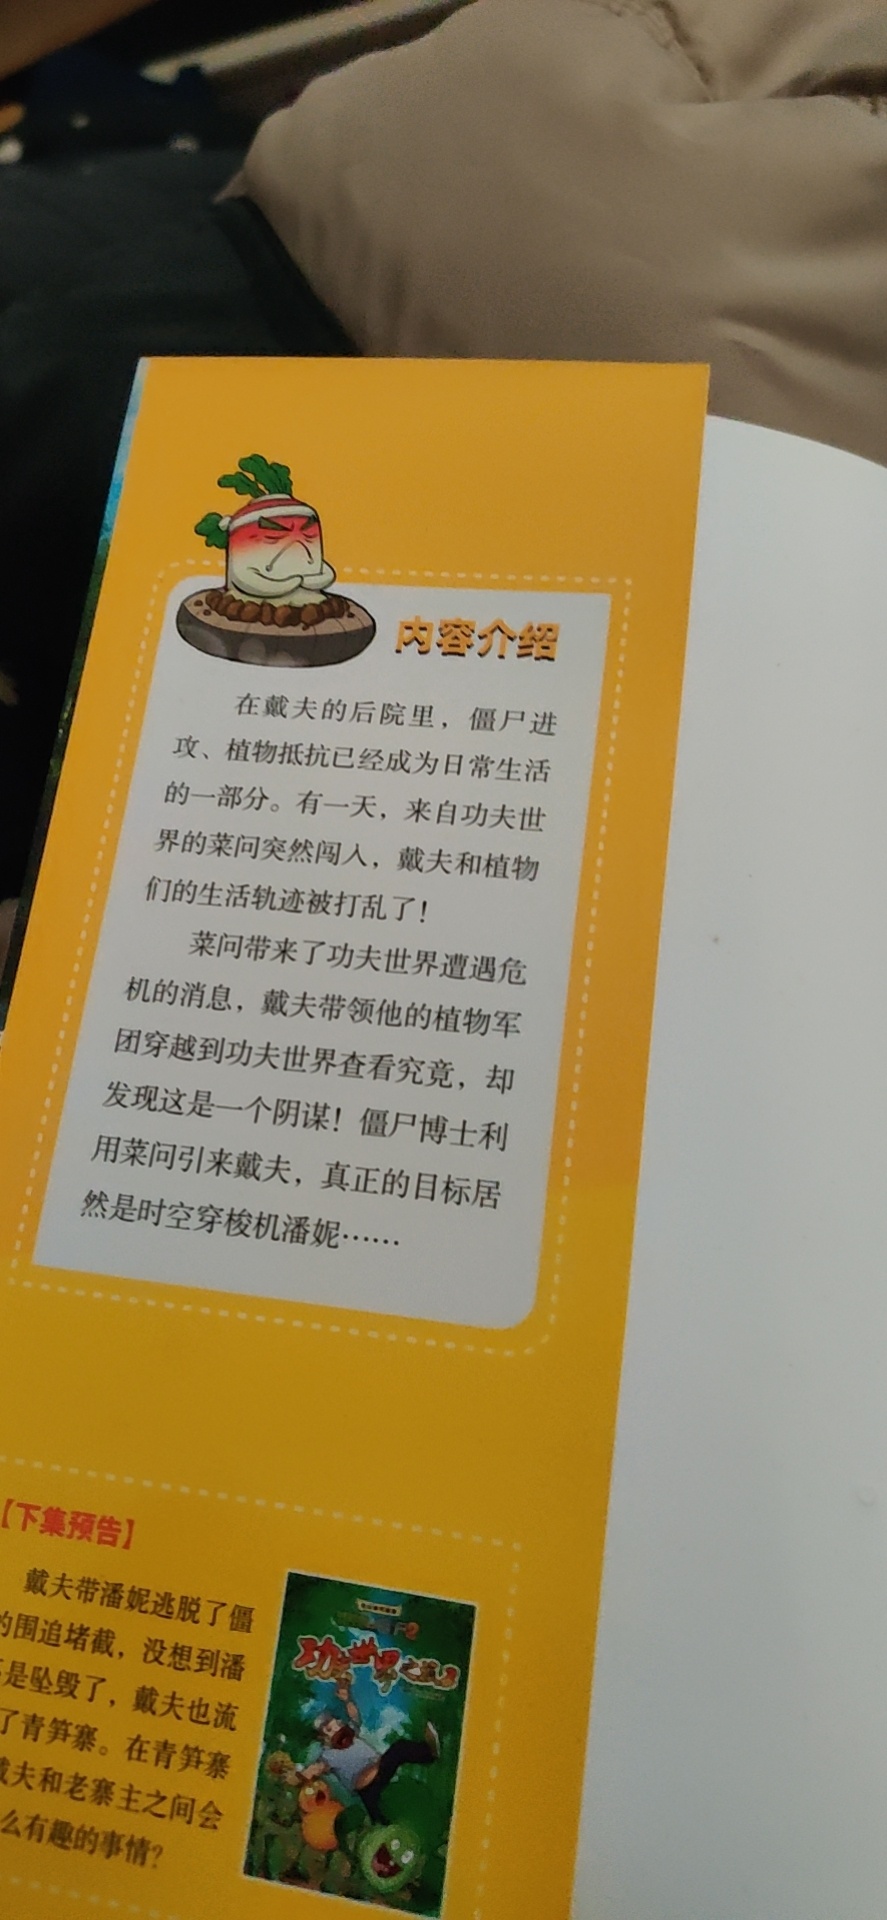 内容介绍
在戴夫的后院里，僵尸进
攻、植物抵抗已经成为日常生活
的一部分。有一天，来自功夫世
界的菜问突然闯入，戴夫和植物
们的生活轨迹被打乱了！
菜问带来了功夫世界遭遇危
机的消息，戴夫带领他的植物军
团穿越到功夫世界查看究竟，却
发现这是一个阴谋！僵尸博士利
用菜问引来戴夫，真正的目标居
然是时空穿梭机潘妮……
【下集预告】
戴夫带潘妮逃脱了僵
的围追堵截，没想到潘
是坠毁了，戴夫也流
了青笋寨。在青笋寨
戴夫和老寨主之间会
么有趣的事情？
功夫世界之